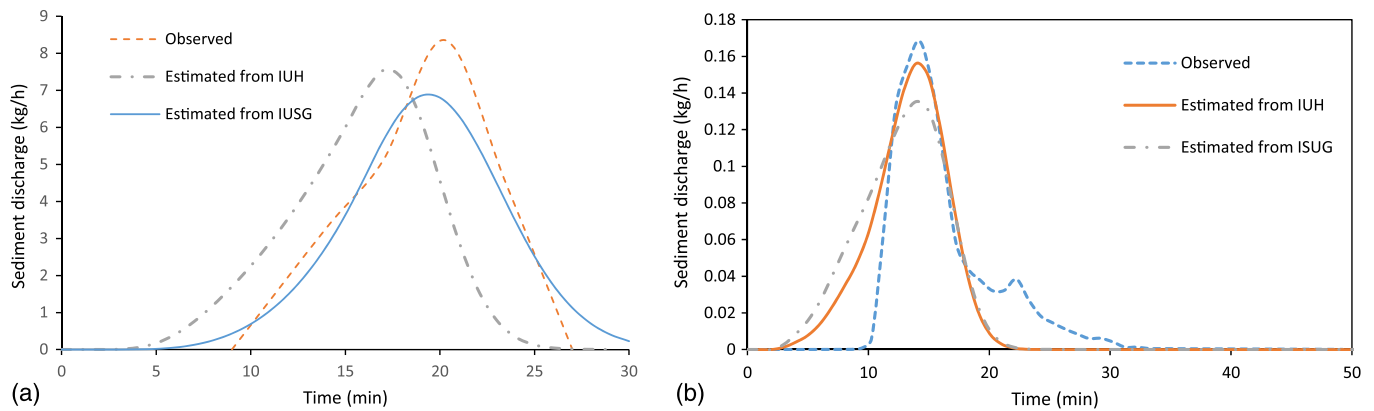 Sediment discharge (kg/h)
9
8
7
6
5
4
3
2
1
0
Observed
Estimated from IUH
Estimated from IUSG
0 5 10 15 20 25 30
Time (min)
(a)
Sediment discharge (kg/h)
0.18
0.16
0.14
0.12
0.1
0.08
0.06
0.04
0.02
0
Observed
Estimated from IUH
Estimated from ISUG
0 10 20 30 40 50
Time (min)
(b)